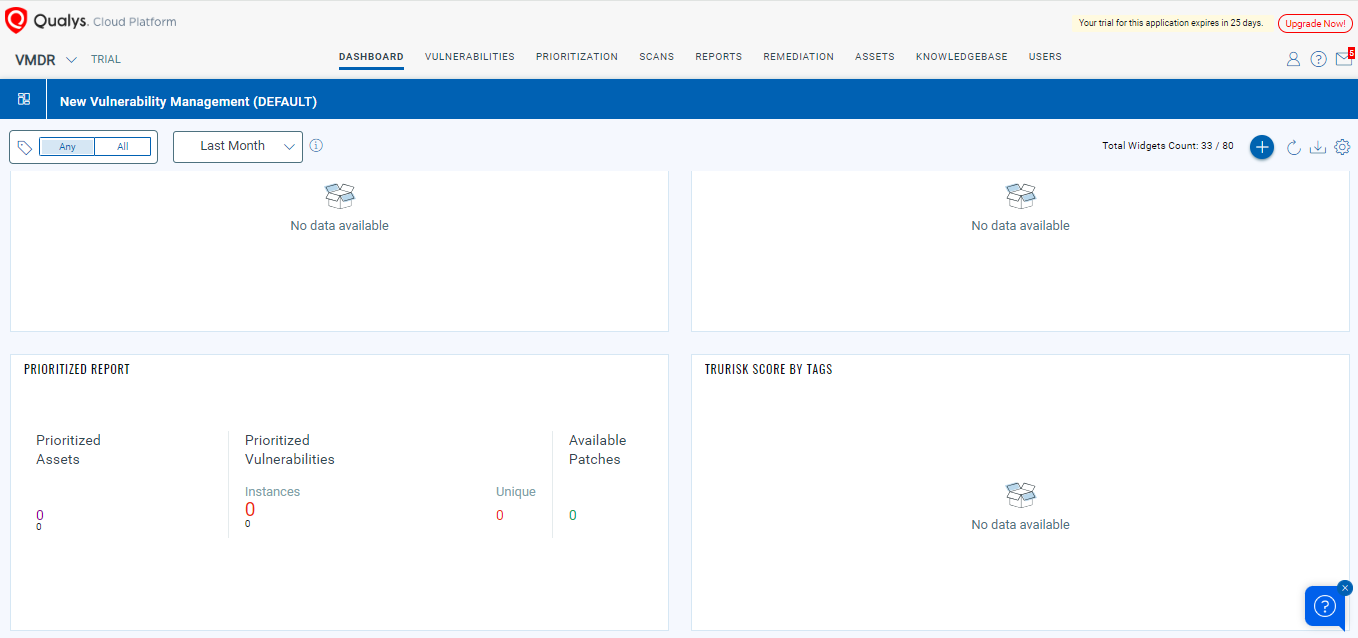 Qualys. Cloud Platform
Your trial for this application expires in 25 days.
Upgrade Now!
VMDR
TRIAL
DASHBOARD
VULNERABILITIES
PRIORITIZATION
SCANS
REPORTS
REMEDIATION
ASSETS
KNOWLEDGEBASE
USERS
?
5
New Vulnerability Management (DEFAULT)
Any
All
Last Month
Total Widgets Count: 33 / 80
No data available
No data available
PRIORITIZED REPORT
Prioritized
Assets
0
0
Prioritized
Vulnerabilities
Instances
0
0
Unique
0
Available
Patches
0
TRURISK SCORE BY TAGS
No data available
?